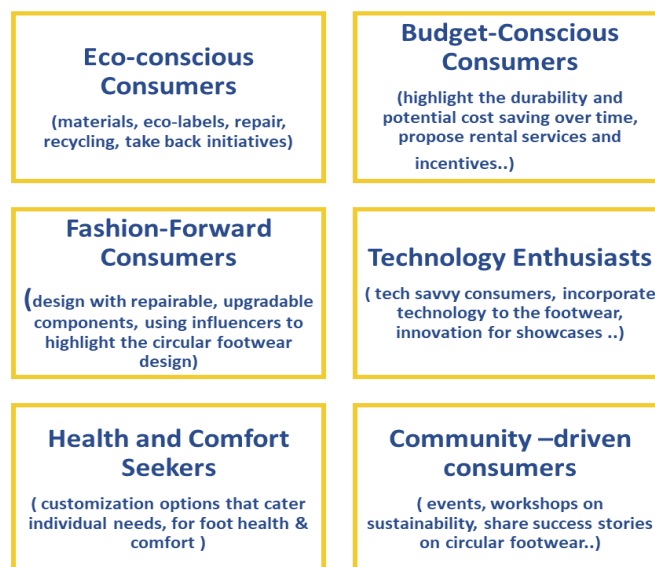 Eco-conscious
Consumers
(materials, eco-labels, repair,
recycling, take back initiatives)
Budget-Conscious
Consumers
(highlight the durability and
potential cost saving over time,
propose rental services and
incentives..)
Fashion-Forward
Consumers
(design with repairable, upgradable
components, using influencers to
highlight the circular footwear
design)
Technology Enthusiasts
( tech savvy consumers, incorporate
technology to the footwear,
innovation for showcases ..)
Health and Comfort
Seekers
( customization options that cater
individual needs, for foot health &
comfort )
Community –driven
consumers
( events, workshops on
sustainability, share success stories
on circular footwear..)